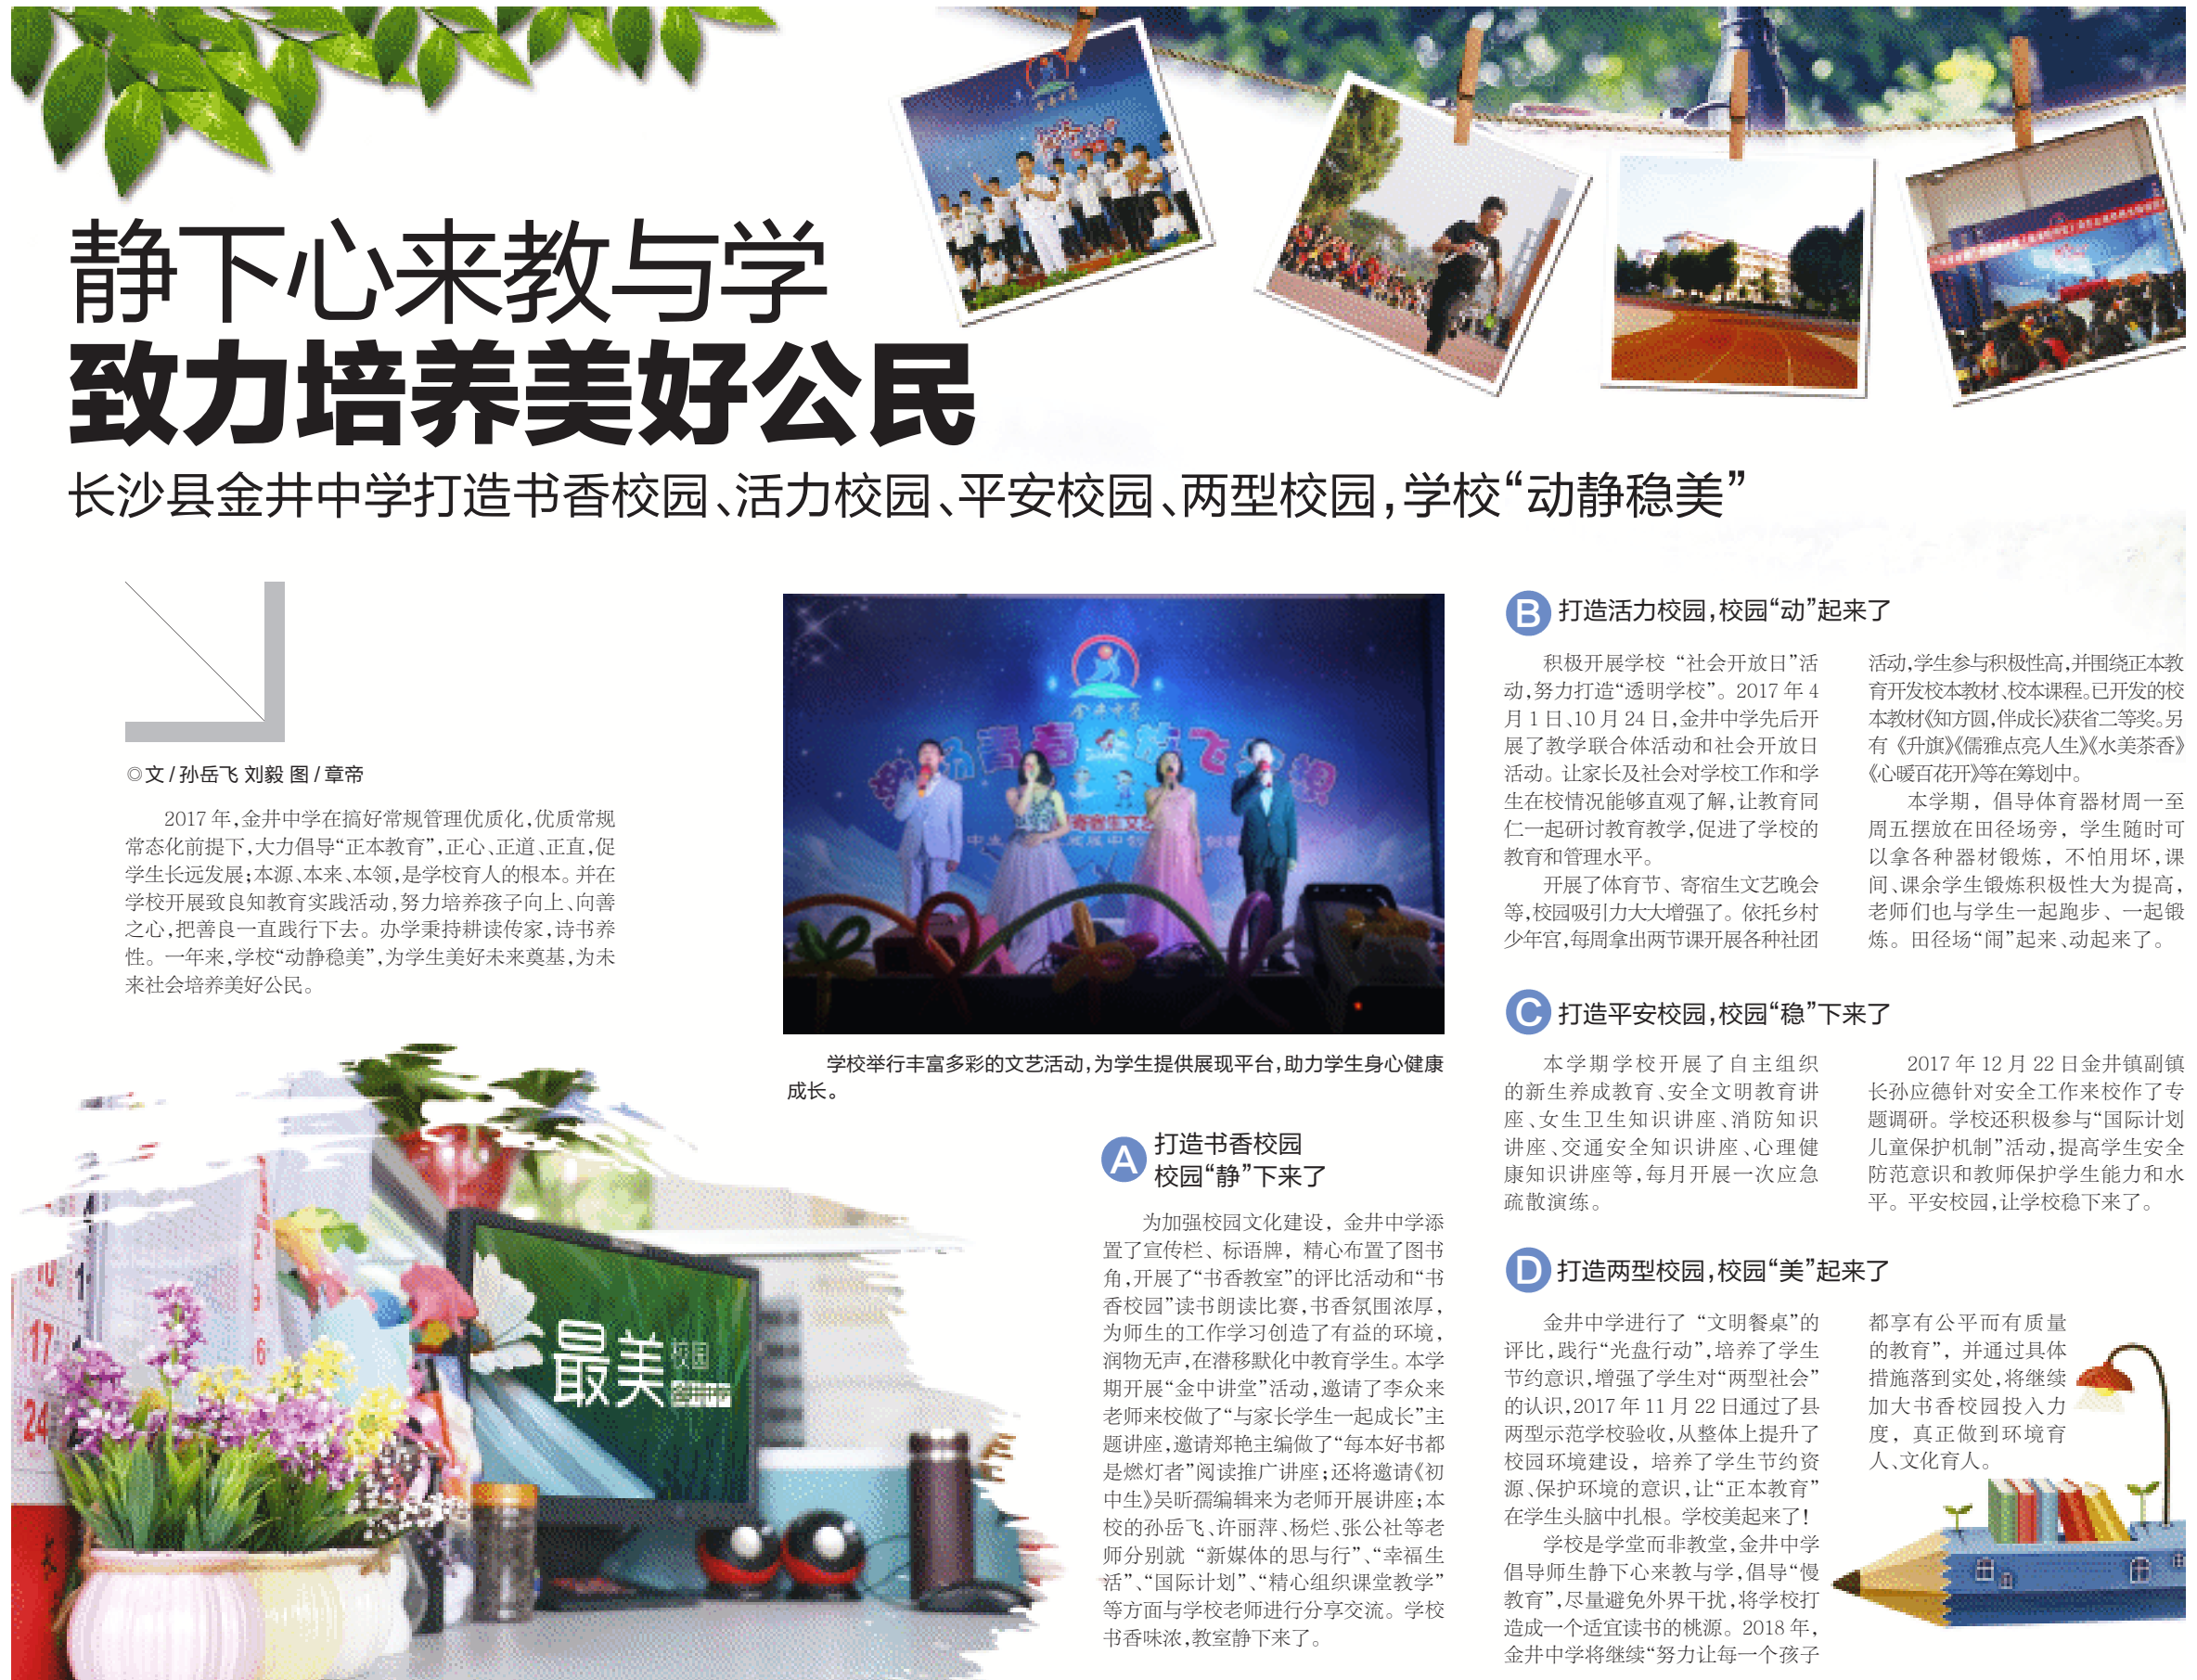 静下心来教与学
致力培养美好公民
长沙县金井中学打造书香校园、活力校园、平安校园、两型校园,学校“动静稳美”
◎文/孙岳飞 刘毅 图/章帝
2017 年,金井中学在搞好常规管理优质化,优质常规
常态化前提下,大力倡导“正本教育”,正心、正道、正直,促
学生长远发展;本源、本来、本领,是学校育人的根本。并在
学校开展致良知教育实践活动,努力培养孩子向上、向善
之心,把善良一直践行下去。办学秉持耕读传家,诗书养
性。一年来,学校“动静稳美”,为学生美好未来奠基,为未
来社会培养美好公民。
金井中学
学校举行丰富多彩的文艺活动,为学生提供展现平台,助力学生身心健康
成长。
最美
校园
17
24
A
打造书香校园
校园“静”下来了
为加强校园文化建设，金井中学添
置了宣传栏、标语牌，精心布置了图书
角,开展了“书香教室”的评比活动和“书
香校园”读书朗读比赛,书香氛围浓厚,
为师生的工作学习创造了有益的环境,
润物无声,在潜移默化中教育学生。本学
期开展“金中讲堂”活动,邀请了李众来
老师来校做了“与家长学生一起成长”主
题讲座,邀请郑艳主编做了“每本好书都
是燃灯者”阅读推广讲座;还将邀请《初
中生》吴昕孺编辑来为老师开展讲座;本
校的孙岳飞、许丽萍、杨烂、张公社等老
师分别就“新媒体的思与行”、“幸福生
活”、“国际计划”、“精心组织课堂教学”
等方面与学校老师进行分享交流。学校
书香味浓,教室静下来了。
B 打造活力校园,校园“动”起来了
积极开展学校“社会开放日”活
动,努力打造“透明学校”。2017 年 4
月 1 日、10 月 24 日,金井中学先后开
展了教学联合体活动和社会开放日
活动。让家长及社会对学校工作和学
生在校情况能够直观了解,让教育同
仁一起研讨教育教学,促进了学校的
教育和管理水平。
开展了体育节、寄宿生文艺晚会
等,校园吸引力大大增强了。依托乡村
少年宫,每周拿出两节课开展各种社团
活动,学生参与积极性高,并围绕正本教
育开发校本教材、校本课程。已开发的校
本教材《知方圆,伴成长》获省二等奖。另
有《升旗》《儒雅点亮人生》《水美茶香》
《心暖百花开》等在筹划中。
本学期，倡导体育器材周一至
周五摆放在田径场旁，学生随时可
以拿各种器材锻炼，不怕用坏,课
间、课余学生锻炼积极性大为提高,
老师们也与学生一起跑步、一起锻
炼。田径场“闹”起来、动起来了。
C 打造平安校园,校园“稳”下来了
本学期学校开展了自主组织
的新生养成教育、安全文明教育讲
座、女生卫生知识讲座、消防知识
讲座、交通安全知识讲座、心理健
康知识讲座等,每月开展一次应急
疏散演练。
2017 年 12 月 22 日金井镇副镇
长孙应德针对安全工作来校作了专
题调研。学校还积极参与“国际计划
儿童保护机制”活动,提高学生安全
防范意识和教师保护学生能力和水
平。平安校园,让学校稳下来了。
D 打造两型校园,校园“美”起来了
金井中学进行了“文明餐桌”的
评比,践行“光盘行动”,培养了学生
节约意识,增强了学生对“两型社会”
的认识,2017 年 11 月 22 日通过了县
两型示范学校验收,从整体上提升了
校园环境建设，培养了学生节约资
源、保护环境的意识,让“正本教育”
在学生头脑中扎根。学校美起来了!
学校是学堂而非教堂,金井中学
倡导师生静下心来教与学,倡导“慢
教育”,尽量避免外界干扰,将学校打
造成一个适宜读书的桃源。2018 年,
金井中学将继续“努力让每一个孩子
都享有公平而有质量
的教育”，并通过具体
措施落到实处,将继续
加大书香校园投入力
度，真正做到环境育
人、文化育人。